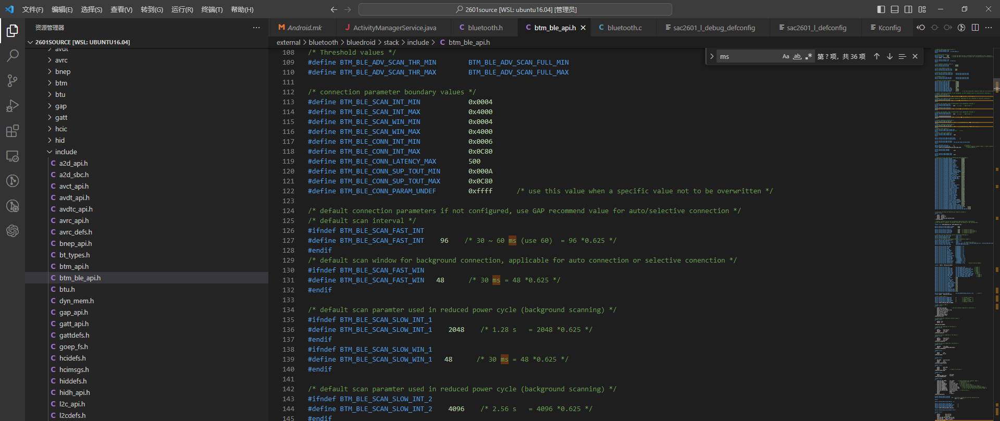 文件(F) 编辑(E) 选择(S) 查看(V) 转到(G) 运行(R) 终端(T) 帮助(H)
2601source [WSL: ubuntu16.04] [管理员]
资源管理器
2601SOURCE [WSL: UBUNTU16.04]
avdt
avrc
bnep
btm
btu
gap
gatt
hcic
hid
include
a2d_api.h
a2d_sbc.h
avct_api.h
avdt_api.h
avdtc_api.h
avrc_api.h
avrc_defs.h
bnep_api.h
bt_types.h
btm_api.h
btm_ble_api.h
btu.h
dyn_mem.h
gap_api.h
gatt_api.h
gattdefs.h
goep_fs.h
hcidefs.h
hcimsgs.h
hiddefs.h
hidh_api.h
l2c_api.h
l2cdefs.h
Android.mk ActivityManagerService.java bluetooth.h btm_ble_api.h bluetooth.c sac2601_l_debug_defconfig sac2601_l_defconfig Kconfig
external > bluetooth > bluedroid > stack > include > C btm_ble_api.h
ms Aa ab 第 ? 项，共 36 项
108 /* Threshold values */
109 #define BTM_BLE_ADV_SCAN_THR_MIN BTM_BLE_ADV_SCAN_FULL_MIN
110 #define BTM_BLE_ADV_SCAN_THR_MAX BTM_BLE_ADV_SCAN_FULL_MAX
111
112 /* connection parameter boundary values */
113 #define BTM_BLE_SCAN_INT_MIN 0x0004
114 #define BTM_BLE_SCAN_INT_MAX 0x4000
115 #define BTM_BLE_SCAN_WIN_MIN 0x0004
116 #define BTM_BLE_SCAN_WIN_MAX 0x4000
117 #define BTM_BLE_CONN_INT_MIN 0x0006
118 #define BTM_BLE_CONN_INT_MAX 0x0C80
119 #define BTM_BLE_CONN_LATENCY_MAX 500
120 #define BTM_BLE_CONN_SUP_TOUT_MIN 0x000A
121 #define BTM_BLE_CONN_SUP_TOUT_MAX 0x0C80
122 #define BTM_BLE_CONN_PARAM_UNDEF 0xffff /* use this value when a specific value not to be overwritten */
123
124 /* default connection parameters if not configured, use GAP recommend value for auto/selective connection */
125 /* default scan interval */
126 #ifndef BTM_BLE_SCAN_FAST_INT
127 #define BTM_BLE_SCAN_FAST_INT 96 /* 30 ~ 60 ms (use 60) = 96 *0.625 */
128 #endif
129 /* default scan window for background connection, applicable for auto connection or selective conenction */
130 #ifndef BTM_BLE_SCAN_FAST_WIN
131 #define BTM_BLE_SCAN_FAST_WIN 48 /* 30 ms = 48 *0.625 */
132 #endif
133
134 /* default scan paramter used in reduced power cycle (background scanning) */
135 #ifndef BTM_BLE_SCAN_SLOW_INT_1
136 #define BTM_BLE_SCAN_SLOW_INT_1 2048 /* 1.28 s = 2048 *0.625 */
137 #endif
138 #ifndef BTM_BLE_SCAN_SLOW_WIN_1
139 #define BTM_BLE_SCAN_SLOW_WIN_1 48 /* 30 ms = 48 *0.625 */
140 #endif
141
142 /* default scan paramter used in reduced power cycle (background scanning) */
143 #ifndef BTM_BLE_SCAN_SLOW_INT_2
144 #define BTM_BLE_SCAN_SLOW_INT_2 4096 /* 2.56 s = 4096 *0.625 */
145 #endif